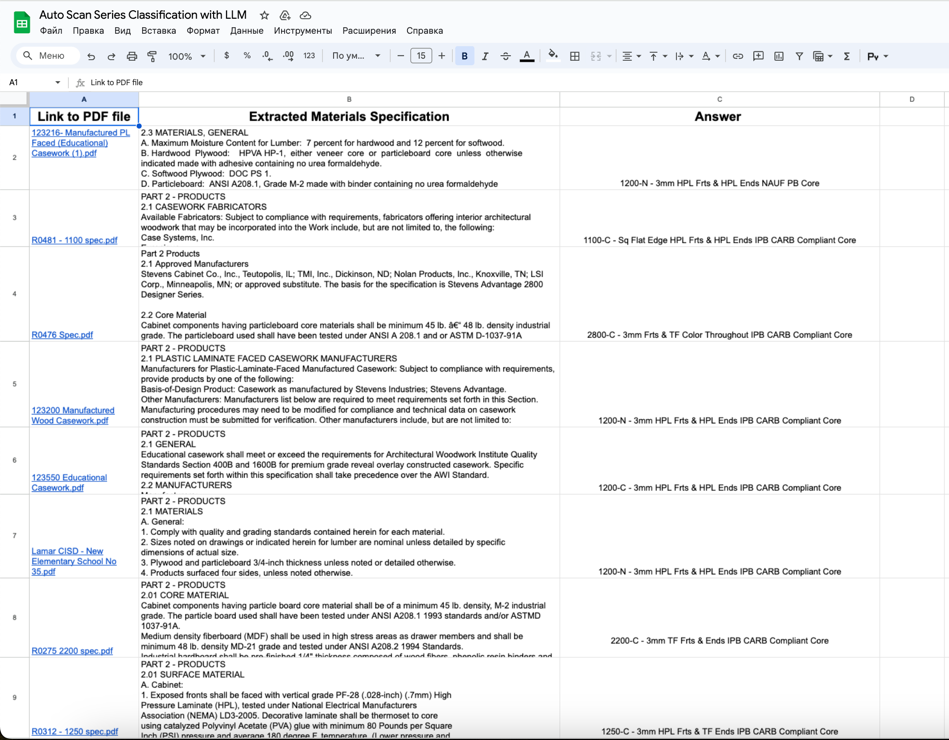 Auto Scan Series Classification with LLM
Файл Правка Вид Вставка Формат Данные Инструменты Расширения Справка
Меню 100% $ % .0 .00 123 По ум... − 15 + B I A Σ Pv
A1 fx Link to PDF file
A B C D
1 Link to PDF file Extracted Materials Specification Answer
2
123216- Manufactured PL
Faced (Educational)
Casework (1).pdf
2.3 MATERIALS, GENERAL
A. Maximum Moisture Content for Lumber: 7 percent for hardwood and 12 percent for softwood.
B. Hardwood Plywood: HPVA HP-1, either veneer core or particleboard core unless otherwise
indicated made with adhesive containing no urea formaldehyde.
C. Softwood Plywood: DOC PS 1.
D. Particleboard: ANSI A208.1, Grade M-2 made with binder containing no urea formaldehyde
1200-N - 3mm HPL Frts & HPL Ends NAUF PB Core
3
R0481 - 1100 spec.pdf
PART 2 - PRODUCTS
2.1 CASEWORK FABRICATORS
Available Fabricators: Subject to compliance with requirements, fabricators offering interior architectural
woodwork that may be incorporated into the Work include, but are not limited to, the following:
Case Systems, Inc.
1100-C - Sq Flat Edge HPL Frts & HPL Ends IPB CARB Compliant Core
4
R0476 Spec.pdf
Part 2 Products
2.1 Approved Manufacturers
Stevens Cabinet Co., Inc., Teutopolis, IL; TMI, Inc., Dickinson, ND; Nolan Products, Inc., Knoxville, TN; LSI
Corp., Minneapolis, MN; or approved substitute. The basis for the specification is Stevens Advantage 2800
Designer Series.
2.2 Core Material
Cabinet components having particleboard core materials shall be minimum 45 lb. â€" 48 lb. density industrial
grade. The particleboard used shall have been tested under ANSI A 208.1 and or ASTM D-1037-91A
2800-C - 3mm Frts & TF Color Throughout IPB CARB Compliant Core
5
123200 Manufactured
Wood Casework.pdf
PART 2 - PRODUCTS
2.1 PLASTIC LAMINATE FACED CASEWORK MANUFACTURERS
Manufacturers for Plastic-Laminate-Faced Manufactured Casework: Subject to compliance with requirements,
provide products by one of the following:
Basis-of-Design Product: Casework as manufactured by Stevens Industries; Stevens Advantage.
Other Manufacturers: Manufacturers list below are required to meet requirements set forth in this Section.
Manufacturing procedures may need to be modified for compliance and technical data on casework
construction must be submitted for verification. Other manufacturers include, but are not limited to:
1200-N - 3mm HPL Frts & HPL Ends IPB CARB Compliant Core
6
123550 Educational
Casework.pdf
PART 2 - PRODUCTS
2.1 GENERAL
Educational casework shall meet or exceed the requirements for Architectural Woodwork Institute Quality
Standards Section 400B and 1600B for premium grade reveal overlay constructed casework. Specific
requirements set forth within this specification shall take precedence over the AWI Standard.
2.2 MANUFACTURERS
1200-C - 3mm HPL Frts & HPL Ends IPB CARB Compliant Core
7
Lamar CISD - New
Elementary School No
35.pdf
PART 2 - PRODUCTS
2.1 MATERIALS
A. General:
1. Comply with quality and grading standards contained herein for each material.
2. Sizes noted on drawings or indicated herein for lumber are nominal unless detailed by specific
dimensions of actual size.
3. Plywood and particleboard 3/4-inch thickness unless noted or detailed otherwise.
4. Products surfaced four sides, unless noted otherwise.
1200-N - 3mm HPL Frts & HPL Ends IPB CARB Compliant Core
8
R0275 2200 spec.pdf
PART 2 - PRODUCTS
2.01 CORE MATERIAL
Cabinet components having particle board core material shall be of a minimum 45 lb. density, M-2 industrial
grade. The particle board used shall have been tested under ANSI A208.1 1993 standards and/or ASTMD
1037-91A.
Medium density fiberboard (MDF) shall be used in high stress areas as drawer members and shall be
minimum 48 lb. density MD-21 grade and tested under ANSI A208.2 1994 Standards.
Industrial hardboard shall be pre-finished 1/4" thickness composed of wood fibers, phenolic resin binders and
2200-C - 3mm TF Frts & Ends IPB CARB Compliant Core
9
R0312 - 1250 spec.pdf
PART 2 - PRODUCTS
2.01 SURFACE MATERIAL
A. Cabinet:
1. Exposed fronts shall be faced with vertical grade PF-28 (.028-inch) (.7mm) High
Pressure Laminate (HPL), tested under National Electrical Manufacturers
Association (NEMA) LD3-2005. Decorative laminate shall be thermoset to core
using catalyzed Polyvinyl Acetate (PVA) glue with minimum 80 Pounds per Square
Inch (PSI) pressure and average 180 degree F. temperature. (Lower pressure and
1250-C - 3mm HPL Frts & TF Ends IPB CARB Compliant Core